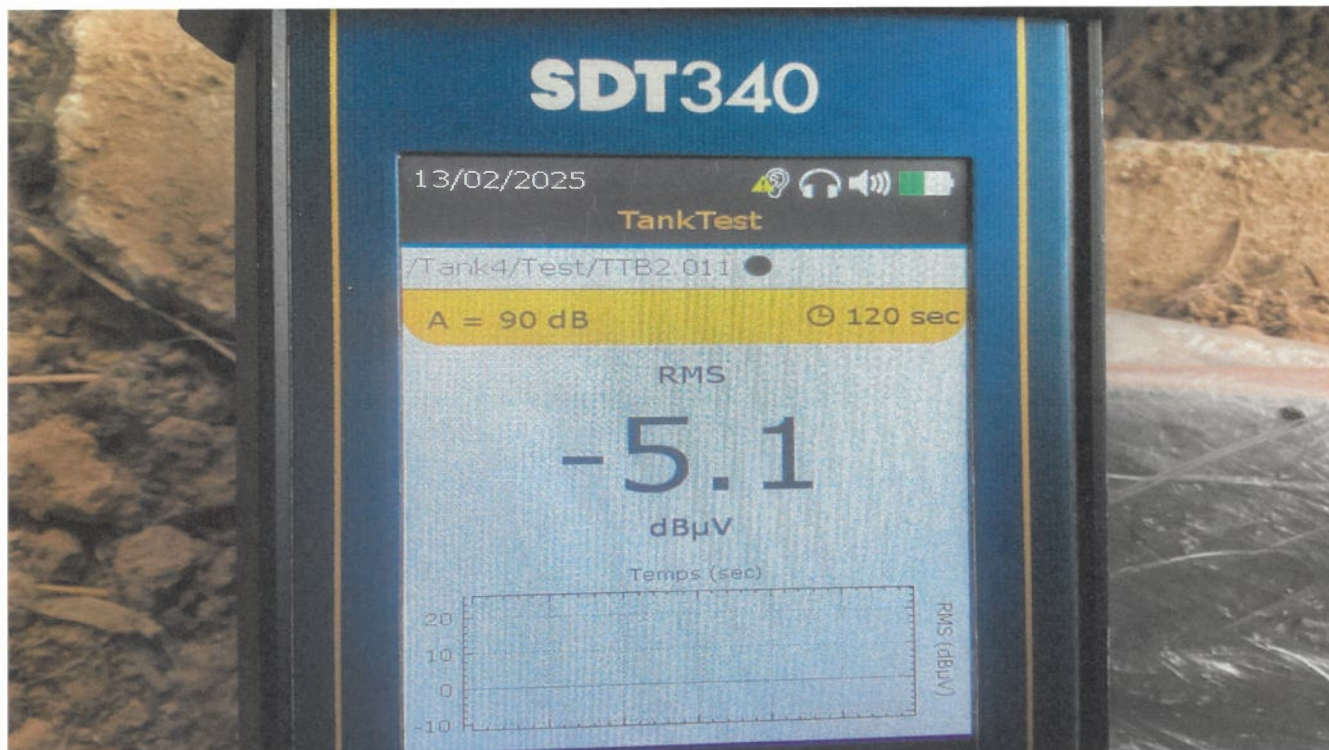 SDT340
13/02/2025
TankTest
/Tank4/Test/TTB2.011
A = 90 dB 120 sec
RMS
-5.1
dBµV
Temps (sec)
20
10
0
-10
RMS (dBµV)